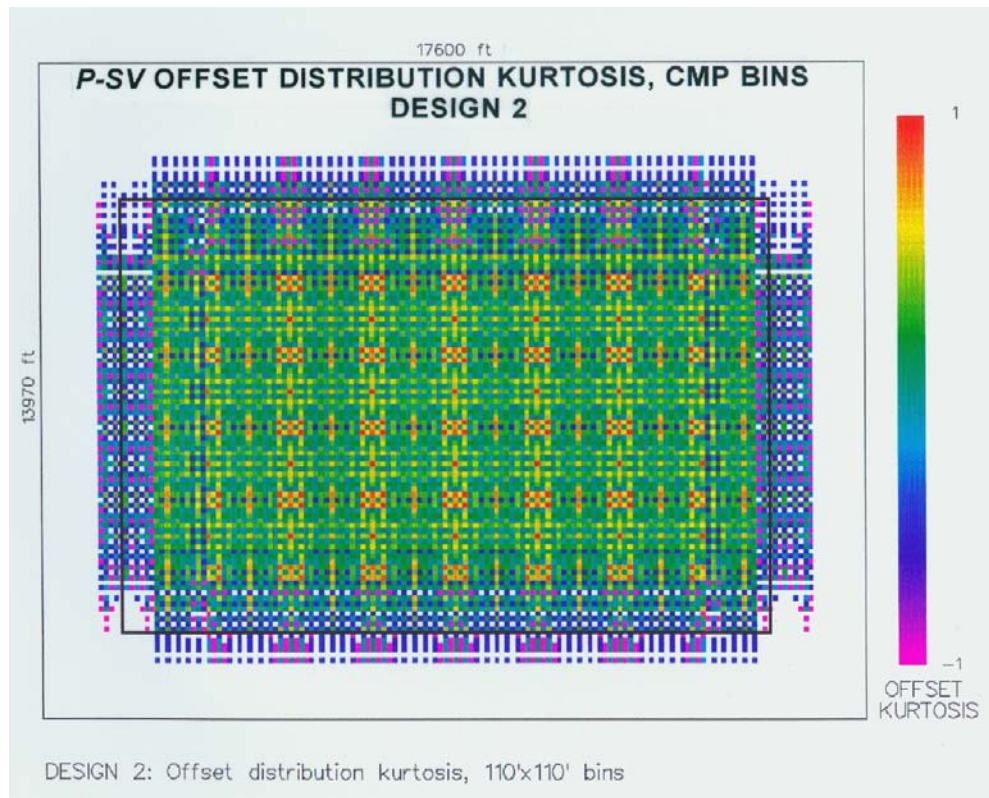 17600 ft
P-SV OFFSET DISTRIBUTION KURTOSIS, CMP BINS
DESIGN 2
1
13970 ft
-1
OFFSET
KURTOSIS
DESIGN 2: Offset distribution kurtosis, 110'x110' bins